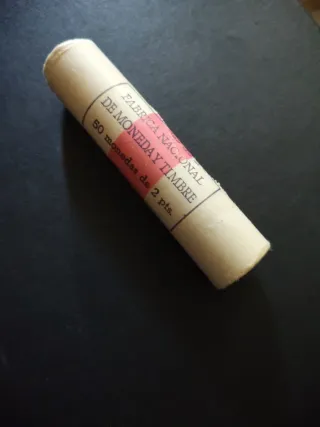 FABRICA NACIONAL
DE MONEDA Y TIMBRE
50 monedas de 2 pts.